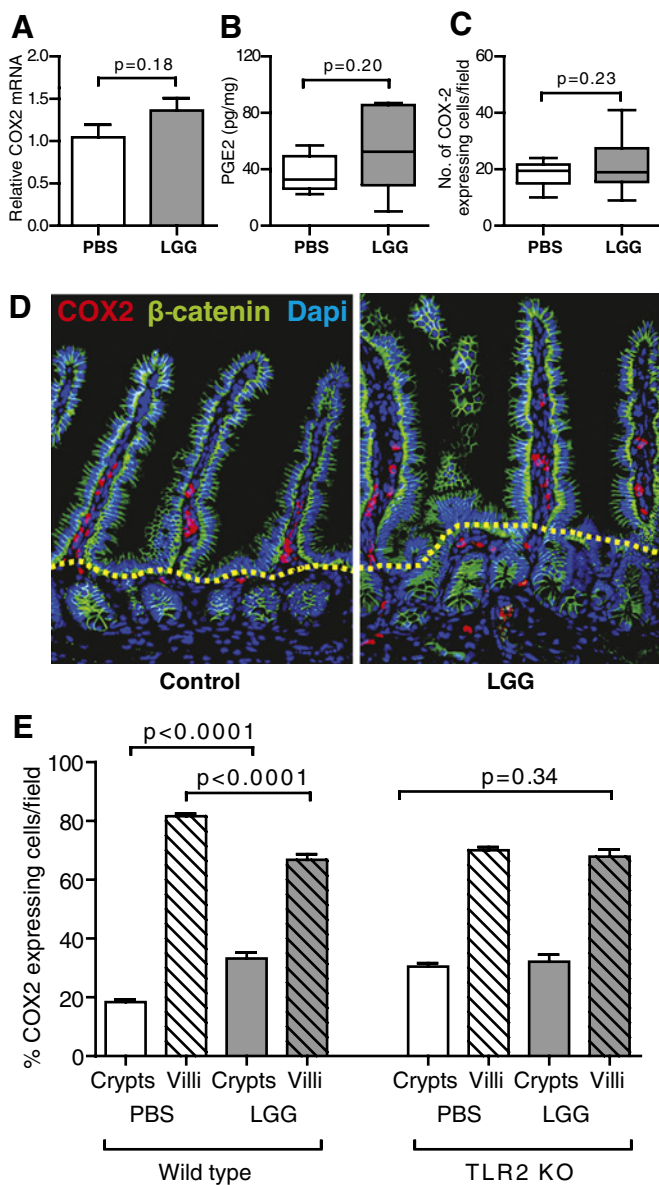 A
Relative COX2 mRNA
2.0
1.5
1.0
0.5
0.0
p=0.18
PBS
LGG
B
PGE2 (pg/mg)
120
80
40
0
p=0.20
PBS
LGG
C
No. of COX-2
expressing cells/field
60
40
20
0
p=0.23
PBS
LGG
D
COX2 β-catenin Dapi
Control
LGG
E
% COX2 expressing cells/field
100
80
60
40
20
0
p<0.0001
p<0.0001
p=0.34
Crypts Villi Crypts Villi
PBS LGG
Wild type
Crypts Villi Crypts Villi
PBS LGG
TLR2 KO